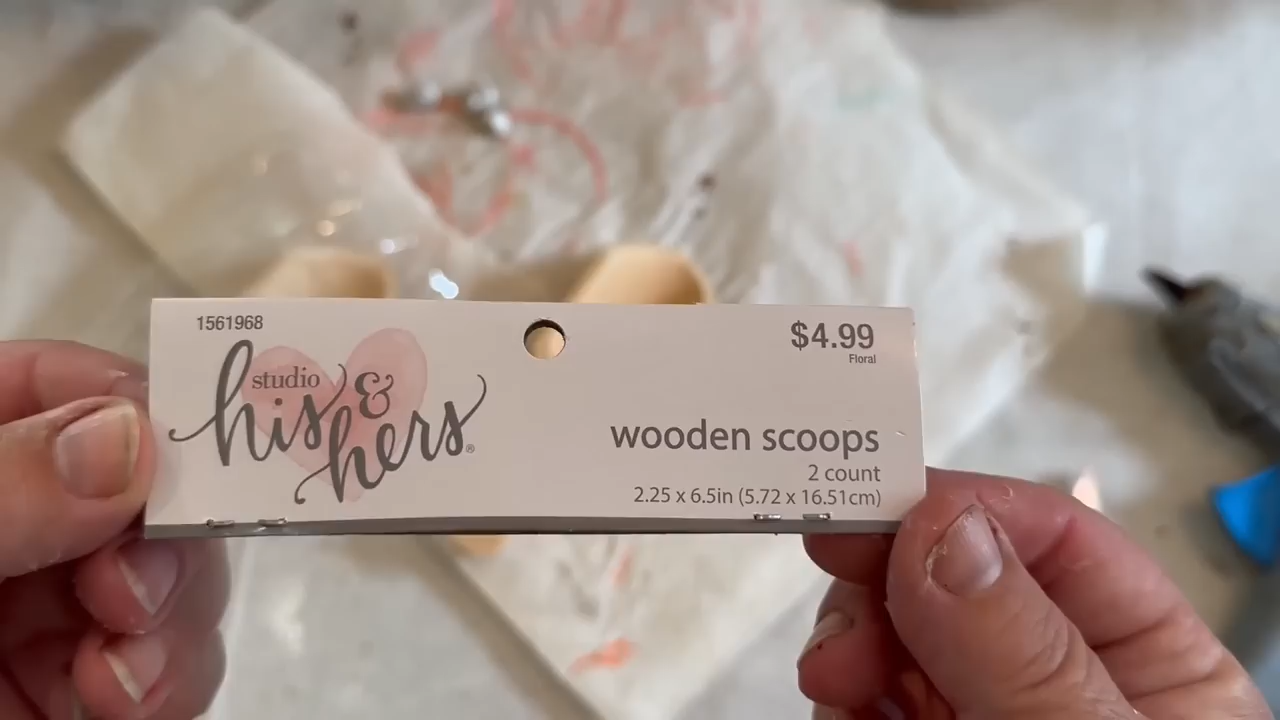 1561968
studio
his &
hers®
$4.99
Floral
wooden scoops
2 count
2.25 x 6.5in (5.72 x 16.51cm)